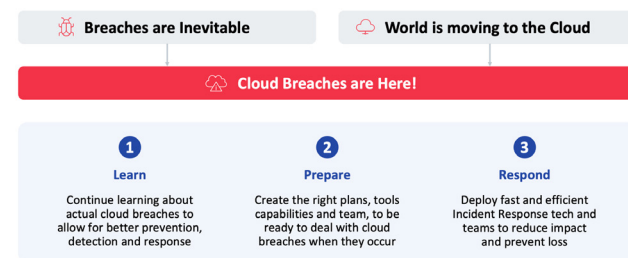 Breaches are Inevitable
World is moving to the Cloud
Cloud Breaches are Here!
1
Learn
Continue learning about
actual cloud breaches to
allow for better prevention,
detection and response
2
Prepare
Create the right plans, tools
capabilities and team, to be
ready to deal with cloud
breaches when they occur
3
Respond
Deploy fast and efficient
Incident Response tech and
teams to reduce impact
and prevent loss